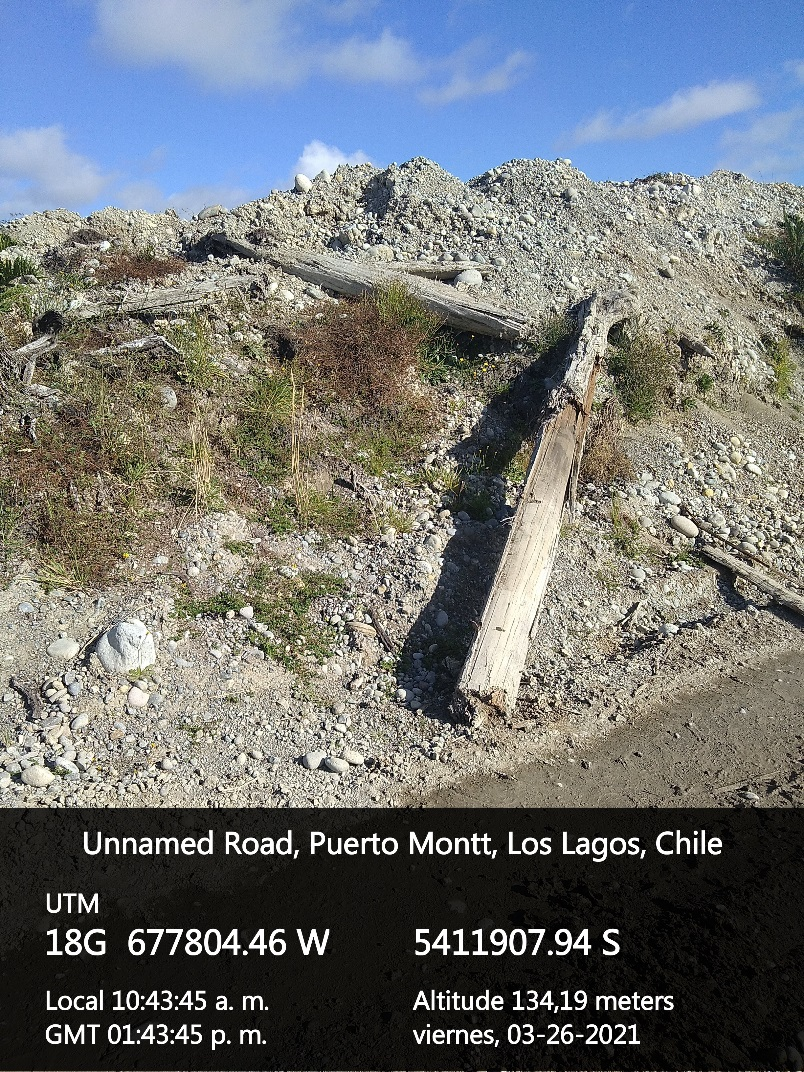 Unnamed Road, Puerto Montt, Los Lagos, Chile
UTM
18G 677804.46 W 5411907.94 S
Local 10:43:45 a. m. Altitude 134,19 meters
GMT 01:43:45 p. m. viernes, 03-26-2021